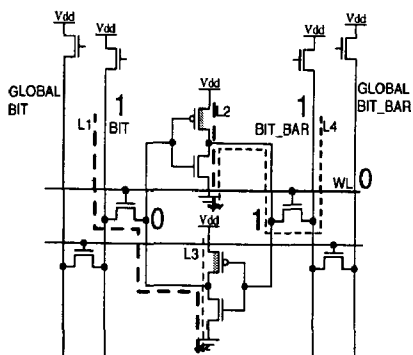 Vdd Vdd Vdd Vdd
Vdd
GLOBAL
BIT
1
BIT
L1
L2
1
BIT_BAR
L4
GLOBAL
BIT_BAR
WL 0
0
1
Vdd
L3